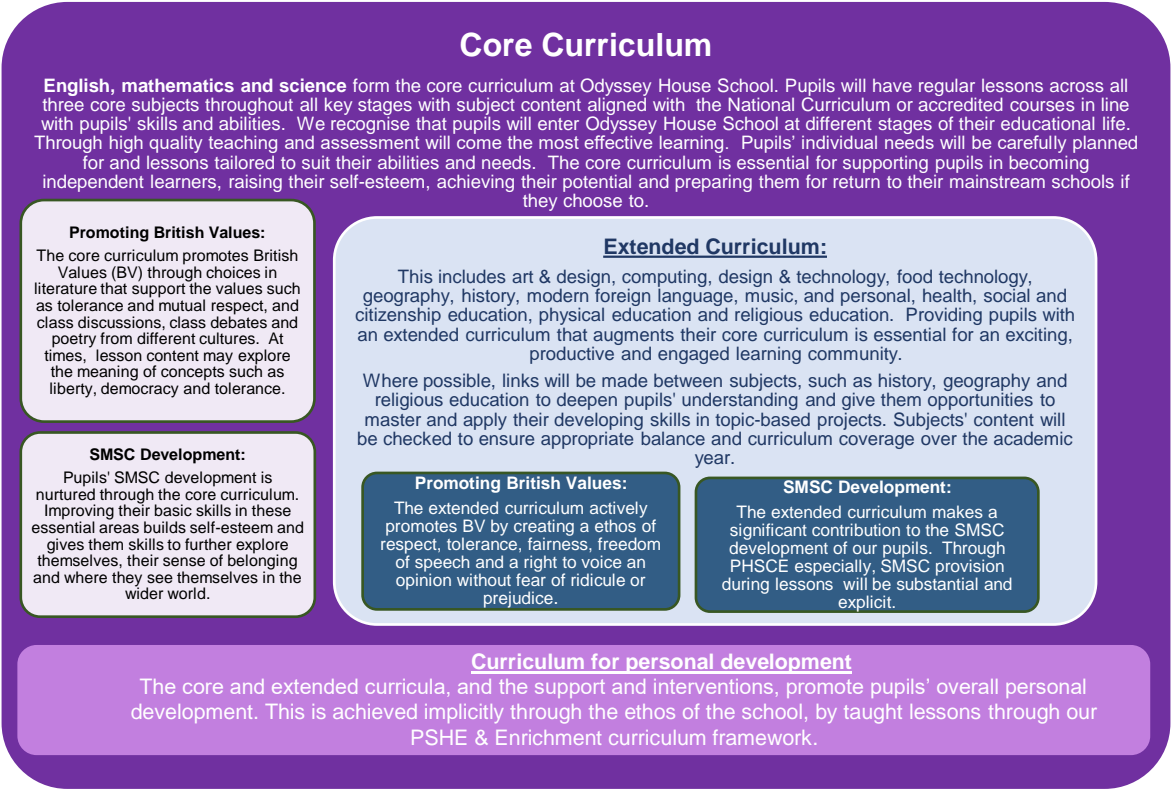 Core Curriculum
English, mathematics and science form the core curriculum at Odyssey House School. Pupils will have regular lessons across all
three core subjects throughout all key stages with subject content aligned with the National Curriculum or accredited courses in line
with pupils' skills and abilities. We recognise that pupils will enter Odyssey House School at different stages of their educational life.
Through high quality teaching and assessment will come the most effective learning. Pupils' individual needs will be carefully planned
for and lessons tailored to suit their abilities and needs. The core curriculum is essential for supporting pupils in becoming
independent learners, raising their self-esteem, achieving their potential and preparing them for return to their mainstream schools if
they choose to.
Promoting British Values:
The core curriculum promotes British
Values (BV) through choices in
literature that support the values such
as tolerance and mutual respect, and
class discussions, class debates and
poetry from different cultures. At
times, lesson content may explore
the meaning of concepts such as
liberty, democracy and tolerance.
SMSC Development:
Pupils' SMSC development is
nurtured through the core curriculum.
Improving their basic skills in these
essential areas builds self-esteem and
gives them skills to further explore
themselves, their sense of belonging
and where they see themselves in the
wider world.
Extended Curriculum:
This includes art & design, computing, design & technology, food technology,
geography, history, modern foreign language, music, and personal, health, social and
citizenship education, physical education and religious education. Providing pupils with
an extended curriculum that augments their core curriculum is essential for an exciting,
productive and engaged learning community.
Where possible, links will be made between subjects, such as history, geography and
religious education to deepen pupils' understanding and give them opportunities to
master and apply their developing skills in topic-based projects. Subjects' content will
be checked to ensure appropriate balance and curriculum coverage over the academic
year.
Promoting British Values:
The extended curriculum actively
promotes BV by creating a ethos of
respect, tolerance, fairness, freedom
of speech and a right to voice an
opinion without fear of ridicule or
prejudice.
SMSC Development:
The extended curriculum makes a
significant contribution to the SMSC
development of our pupils. Through
PHSCE especially, SMSC provision
during lessons will be substantial and
explicit.
Curriculum for personal development
The core and extended curricula, and the support and interventions, promote pupils' overall personal
development. This is achieved implicitly through the ethos of the school, by taught lessons through our
PSHE & Enrichment curriculum framework.